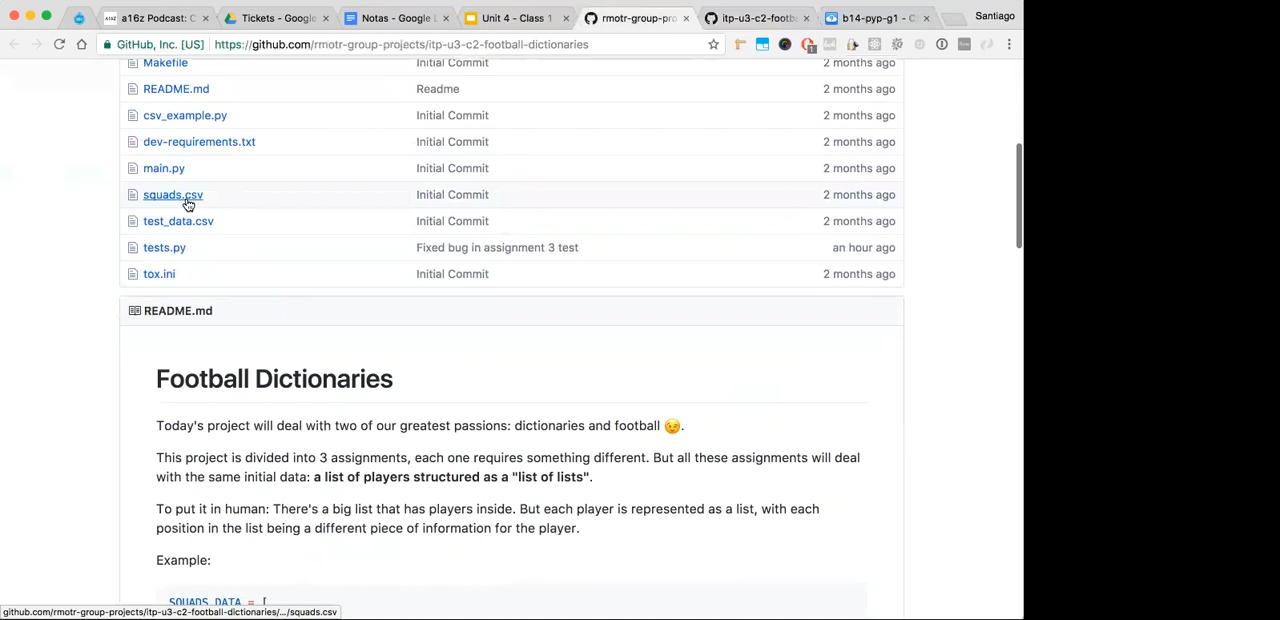 a16z Podcast: C
Tickets - Google
Notas - Google
Unit 4 - Class 1
rmotr-group-pro
itp-u3-c2-footba
b14-pyp-g1 - C
Santiago
GitHub, Inc. [US]
https://github.com/rmotr-group-projects/itp-u3-c2-football-dictionaries
Makefile Initial Commit 2 months ago
README.md Readme 2 months ago
csv_example.py Initial Commit 2 months ago
dev-requirements.txt Initial Commit 2 months ago
main.py Initial Commit 2 months ago
squads.csv Initial Commit 2 months ago
test_data.csv Initial Commit 2 months ago
tests.py Fixed bug in assignment 3 test an hour ago
tox.ini Initial Commit 2 months ago
README.md
Football Dictionaries
Today's project will deal with two of our greatest passions: dictionaries and football 😉.
This project is divided into 3 assignments, each one requires something different. But all these assignments will deal
with the same initial data: a list of players structured as a "list of lists".
To put it in human: There's a big list that has players inside. But each player is represented as a list, with each
position in the list being a different piece of information for the player.
Example:
SQUADS_DATA = [
github.com/rmotr-group-projects/itp-u3-c2-football-dictionaries/.../squads.csv